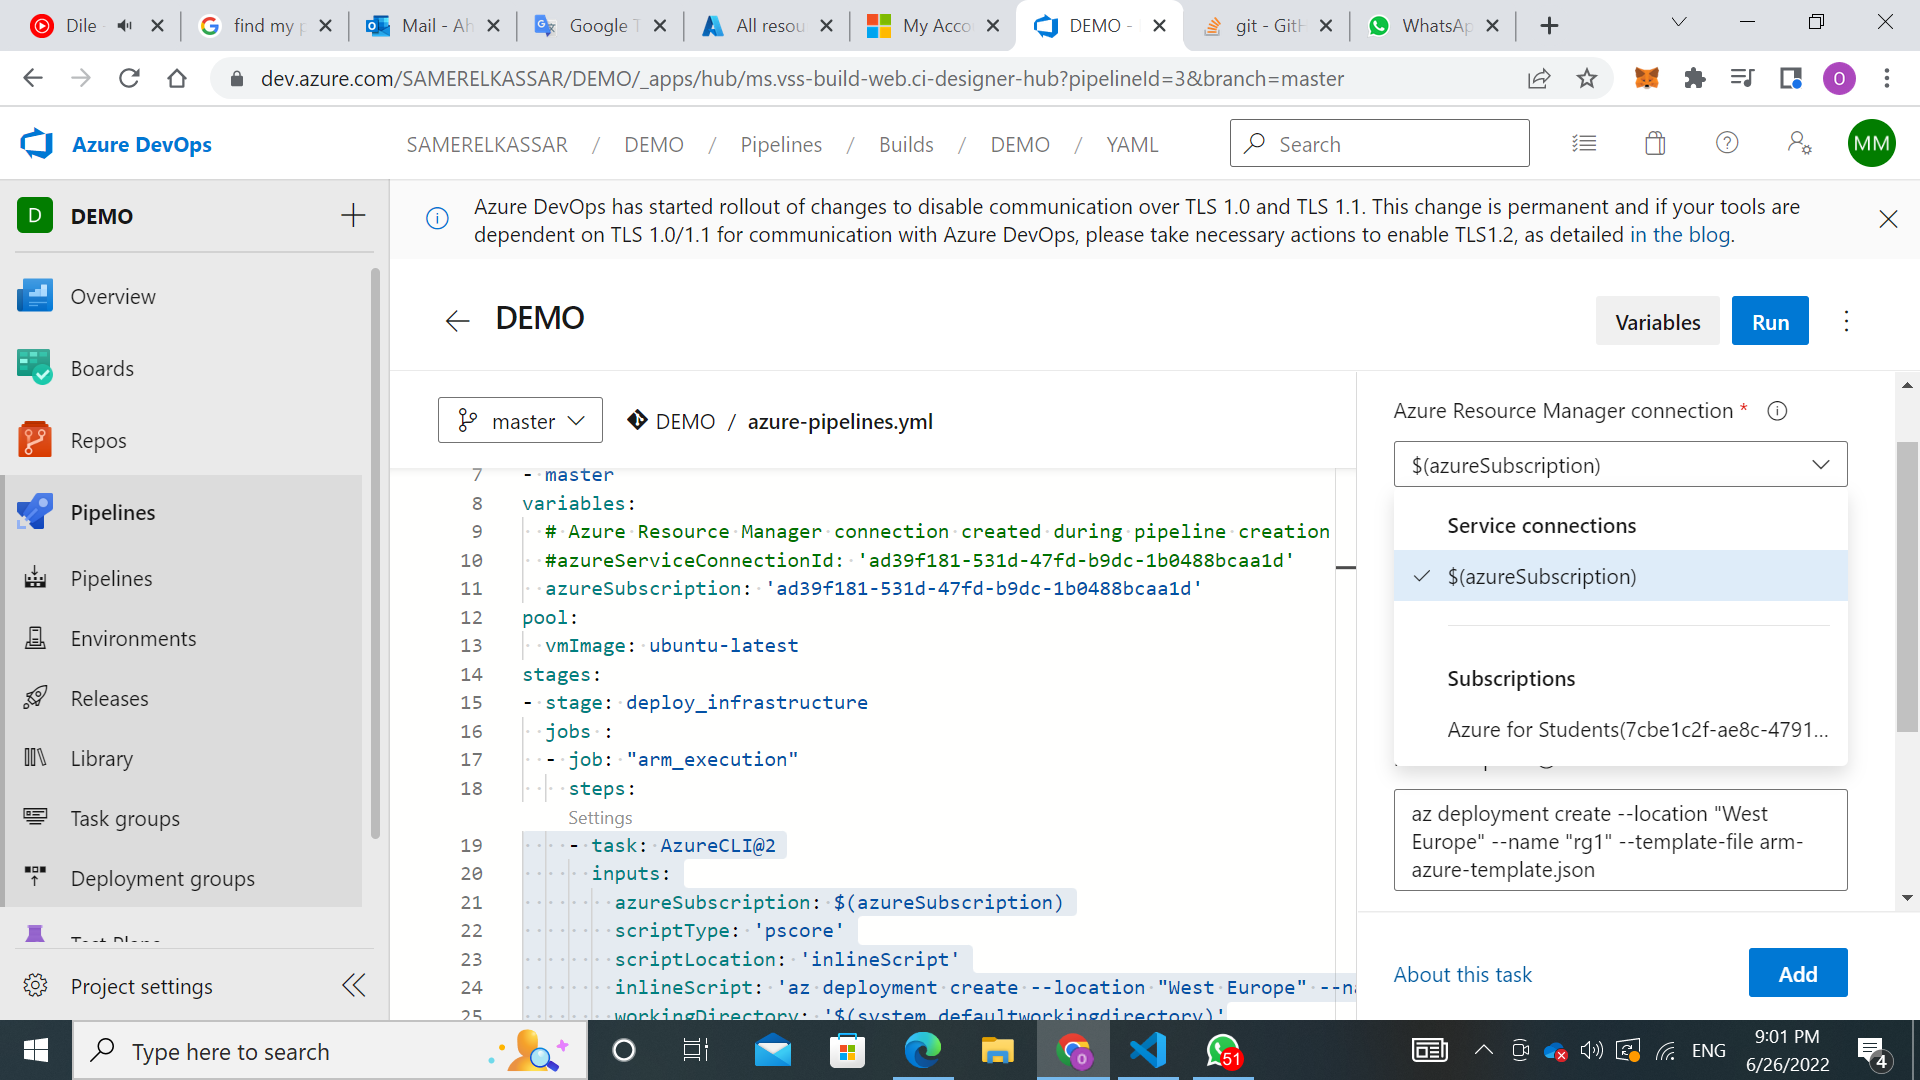 Dile
find my p
Mail - Ah
Google T
All resou
My Acco
DEMO -
git - GitH
WhatsAp
dev.azure.com/SAMERELKASSAR/DEMO/_apps/hub/ms.vss-build-web.ci-designer-hub?pipelineId=3&branch=master
O
Azure DevOps
SAMERELKASSAR / DEMO / Pipelines / Builds / DEMO / YAML
Search
MM
D DEMO
Azure DevOps has started rollout of changes to disable communication over TLS 1.0 and TLS 1.1. This change is permanent and if your tools are
dependent on TLS 1.0/1.1 for communication with Azure DevOps, please take necessary actions to enable TLS1.2, as detailed in the blog.
Overview
Boards
Repos
Pipelines
Pipelines
Environments
Releases
Library
Task groups
Deployment groups
Test Plans
Project settings
DEMO
Variables
Run
master
DEMO / azure-pipelines.yml
7 - master
8 variables:
9 # Azure Resource Manager connection created during pipeline creation
10 #azureServiceConnectionId: 'ad39f181-531d-47fd-b9dc-1b0488bcaa1d'
11 azureSubscription: 'ad39f181-531d-47fd-b9dc-1b0488bcaa1d'
12 pool:
13 vmImage: ubuntu-latest
14 stages:
15 - stage: deploy_infrastructure
16 jobs :
17 - job: "arm_execution"
18 steps:
Settings
19 - task: AzureCLI@2
20 inputs:
21 azureSubscription: $(azureSubscription)
22 scriptType: 'pscore'
23 scriptLocation: 'inlineScript'
24 inlineScript: 'az deployment create --location "West Europe" --na
25 workingDirectory: '$(system.defaultworkingdirectory)'
Azure Resource Manager connection *
$(azureSubscription)
Service connections
$(azureSubscription)
Subscriptions
Azure for Students(7cbe1c2f-ae8c-4791...
az deployment create --location "West
Europe" --name "rg1" --template-file arm-
azure-template.json
About this task
Add
Type here to search
O
51
ENG
9:01 PM
6/26/2022
4